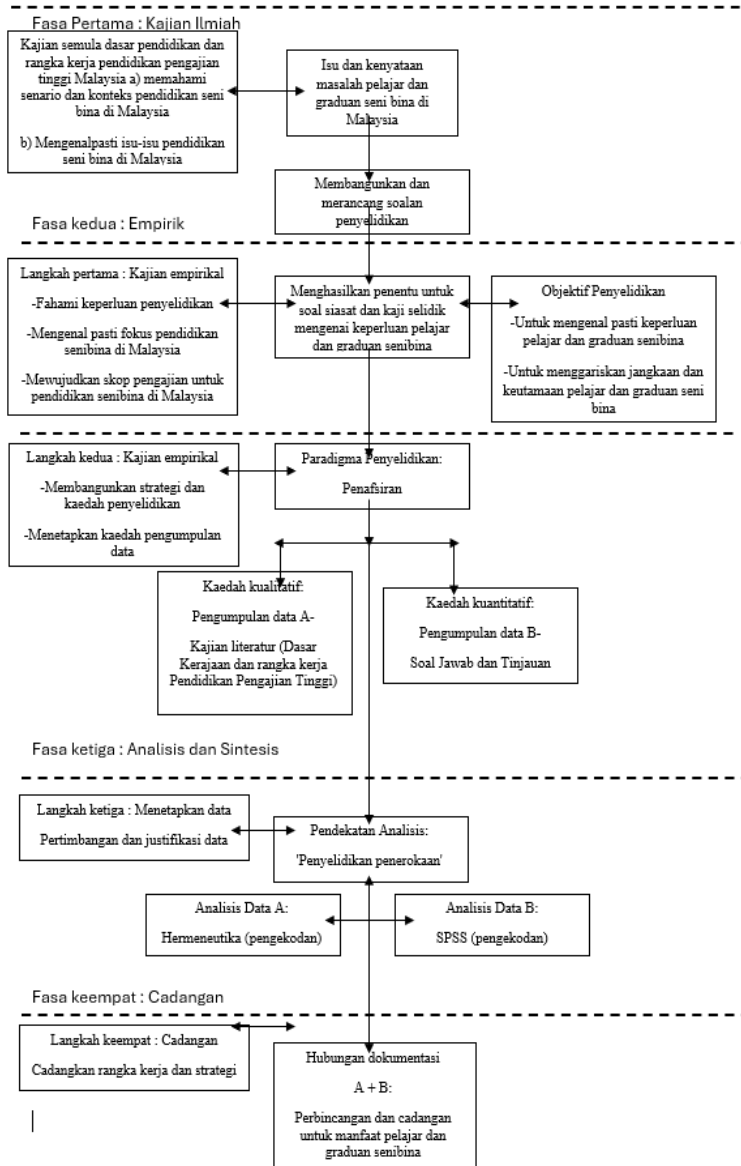 Fasa Pertama : Kajian Ilmiah
Kajian semula dasar pendidikan dan
rangka kerja pendidikan pengajian
tinggi Malaysia a) memahami
senario dan konteks pendidikan seni
bina di Malaysia
b) Mengenalpasti isu-isu pendidikan
seni bina di Malaysia
Isu dan kenyataan
masalah pelajar dan
graduan seni bina di
Malaysia
Membangunkan dan
merancang soalan
penyelidikan
Fasa kedua : Empirik
Langkah pertama : Kajian empirikal
-Fahami keperluan penyelidikan
-Mengenal pasti fokus pendidikan
senibina di Malaysia
-Mewujudkan skop pengajian untuk
pendidikan senibina di Malaysia
Menghasilkan penentu untuk
soal siasat dan kaji selidik
mengenai keperluan pelajar
dan graduan senibina
Objektif Penyelidikan
-Untuk mengenal pasti keperluan
pelajar dan graduan senibina
-Untuk menggariskan jangkaan dan
keutamaan pelajar dan graduan seni
bina
Langkah kedua : Kajian empirikal
-Membangunkan strategi dan
kaedah penyelidikan
-Menetapkan kaedah pengumpulan
data
Paradigma Penyelidikan:
Penafsiran
Kaedah kualitatif:
Pengumpulan data A-
Kajian literatur (Dasar
Kerajaan dan rangka kerja
Pendidikan Pengajian Tinggi)
Kaedah kuantitatif:
Pengumpulan data B-
Soal Jawab dan Tinjauan
Fasa ketiga : Analisis dan Sintesis
Langkah ketiga : Menetapkan data
Pertimbangan dan justifikasi data
Pendekatan Analisis:
'Penyelidikan penerokaan'
Analisis Data A:
Hermeneutika (pengekodan)
Analisis Data B:
SPSS (pengekodan)
Fasa keempat : Cadangan
Langkah keempat : Cadangan
Cadangkan rangka kerja dan strategi
Hubungan dokumentasi
A + B:
Perbincangan dan cadangan
untuk manfaat pelajar dan
graduan senibina